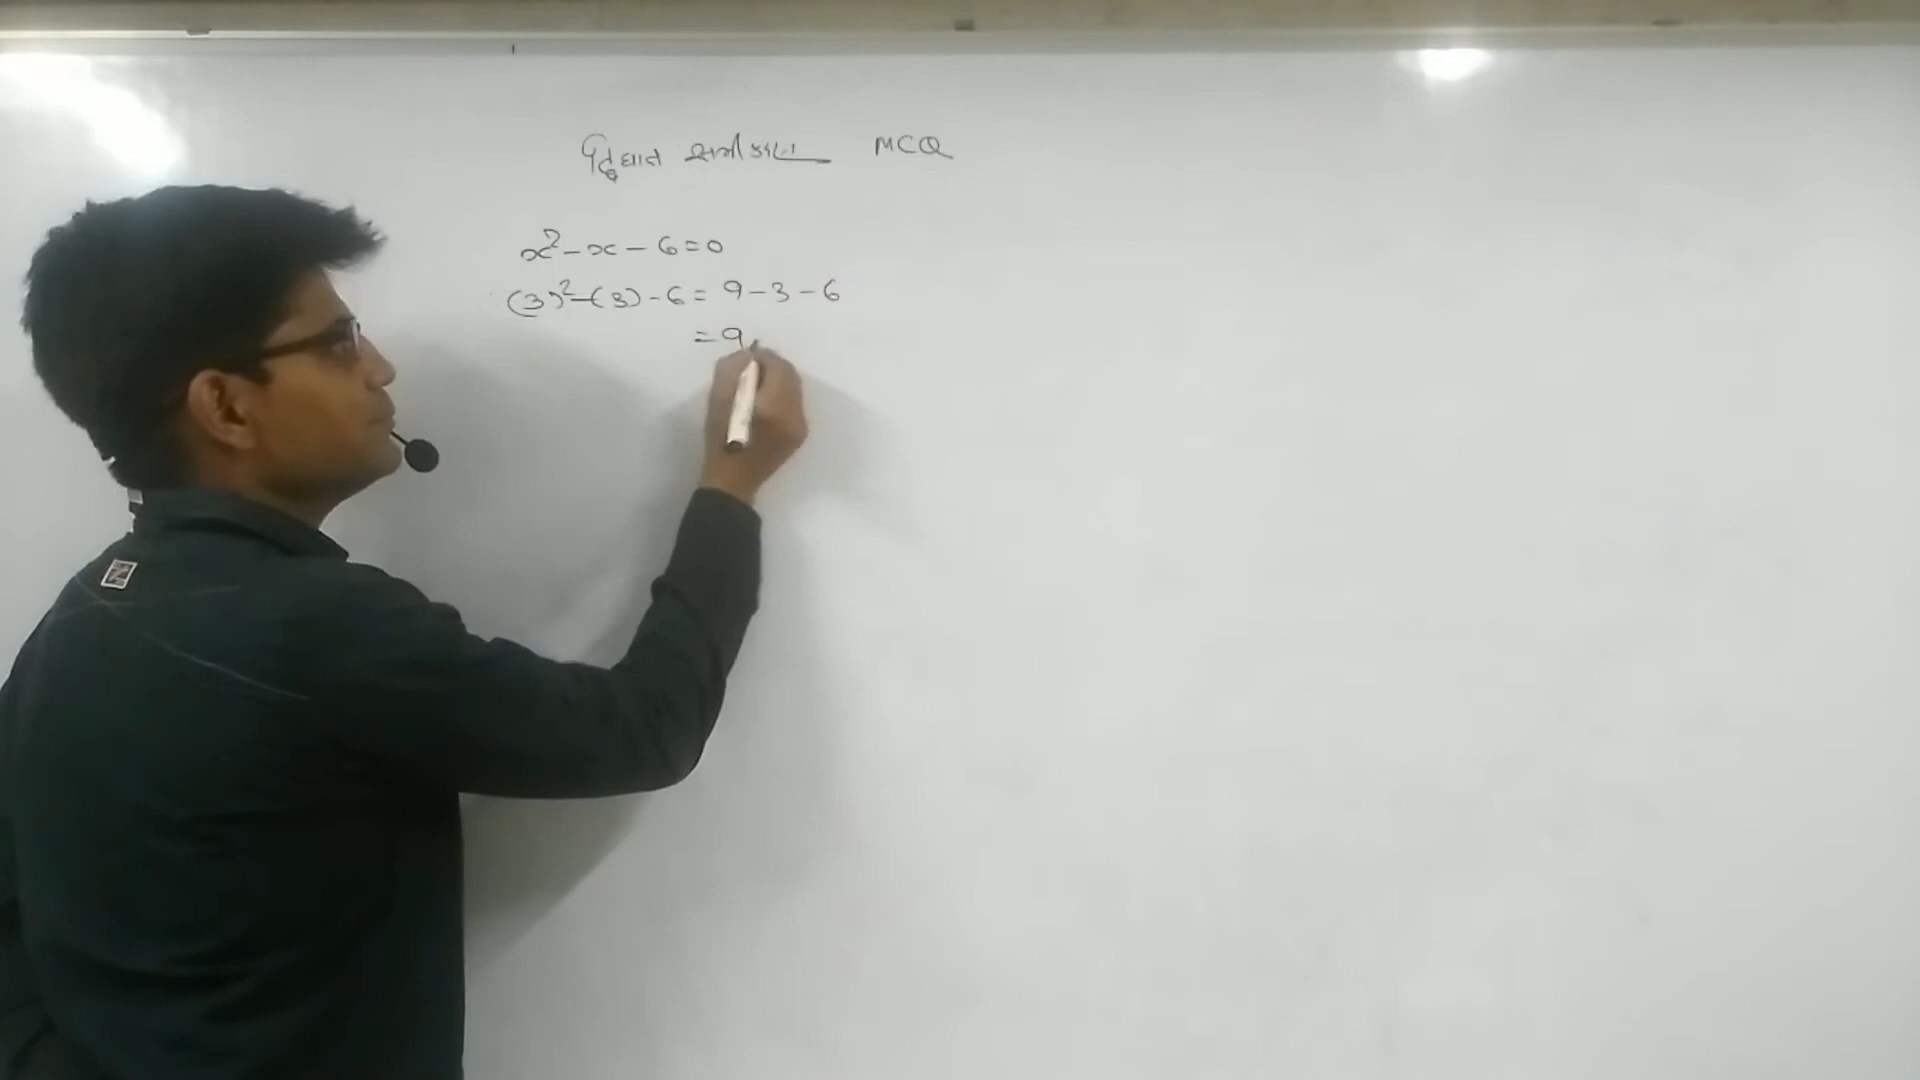 દ્વિઘાત સમીકરણ MCQ
x² - x - 6 = 0
(3)² - (3) - 6 = 9 - 3 - 6
= 9